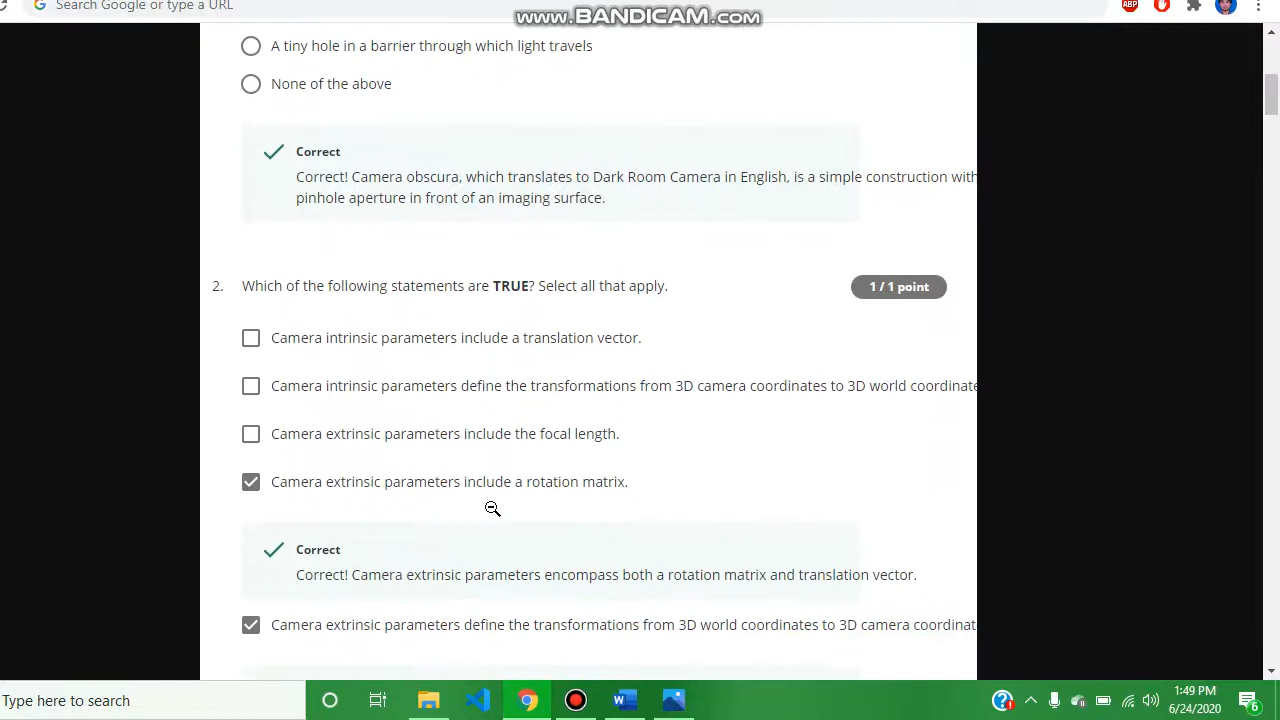 Search Google or type a URL
www.BANDICAM.com
ABP
A tiny hole in a barrier through which light travels
None of the above
Correct
Correct! Camera obscura, which translates to Dark Room Camera in English, is a simple construction with
pinhole aperture in front of an imaging surface.
2. Which of the following statements are TRUE? Select all that apply.
1 / 1 point
Camera intrinsic parameters include a translation vector.
Camera intrinsic parameters define the transformations from 3D camera coordinates to 3D world coordinate
Camera extrinsic parameters include the focal length.
Camera extrinsic parameters include a rotation matrix.
Correct
Correct! Camera extrinsic parameters encompass both a rotation matrix and translation vector.
Camera extrinsic parameters define the transformations from 3D world coordinates to 3D camera coordinat
Type here to search
1:49 PM
6/24/2020
6